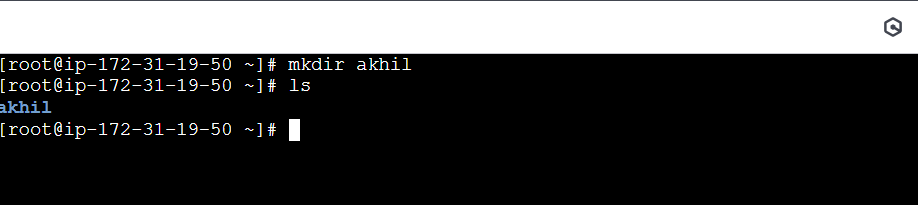 [root@ip-172-31-19-50 ~]# mkdir akhil
[root@ip-172-31-19-50 ~]# ls
akhil
[root@ip-172-31-19-50 ~]#